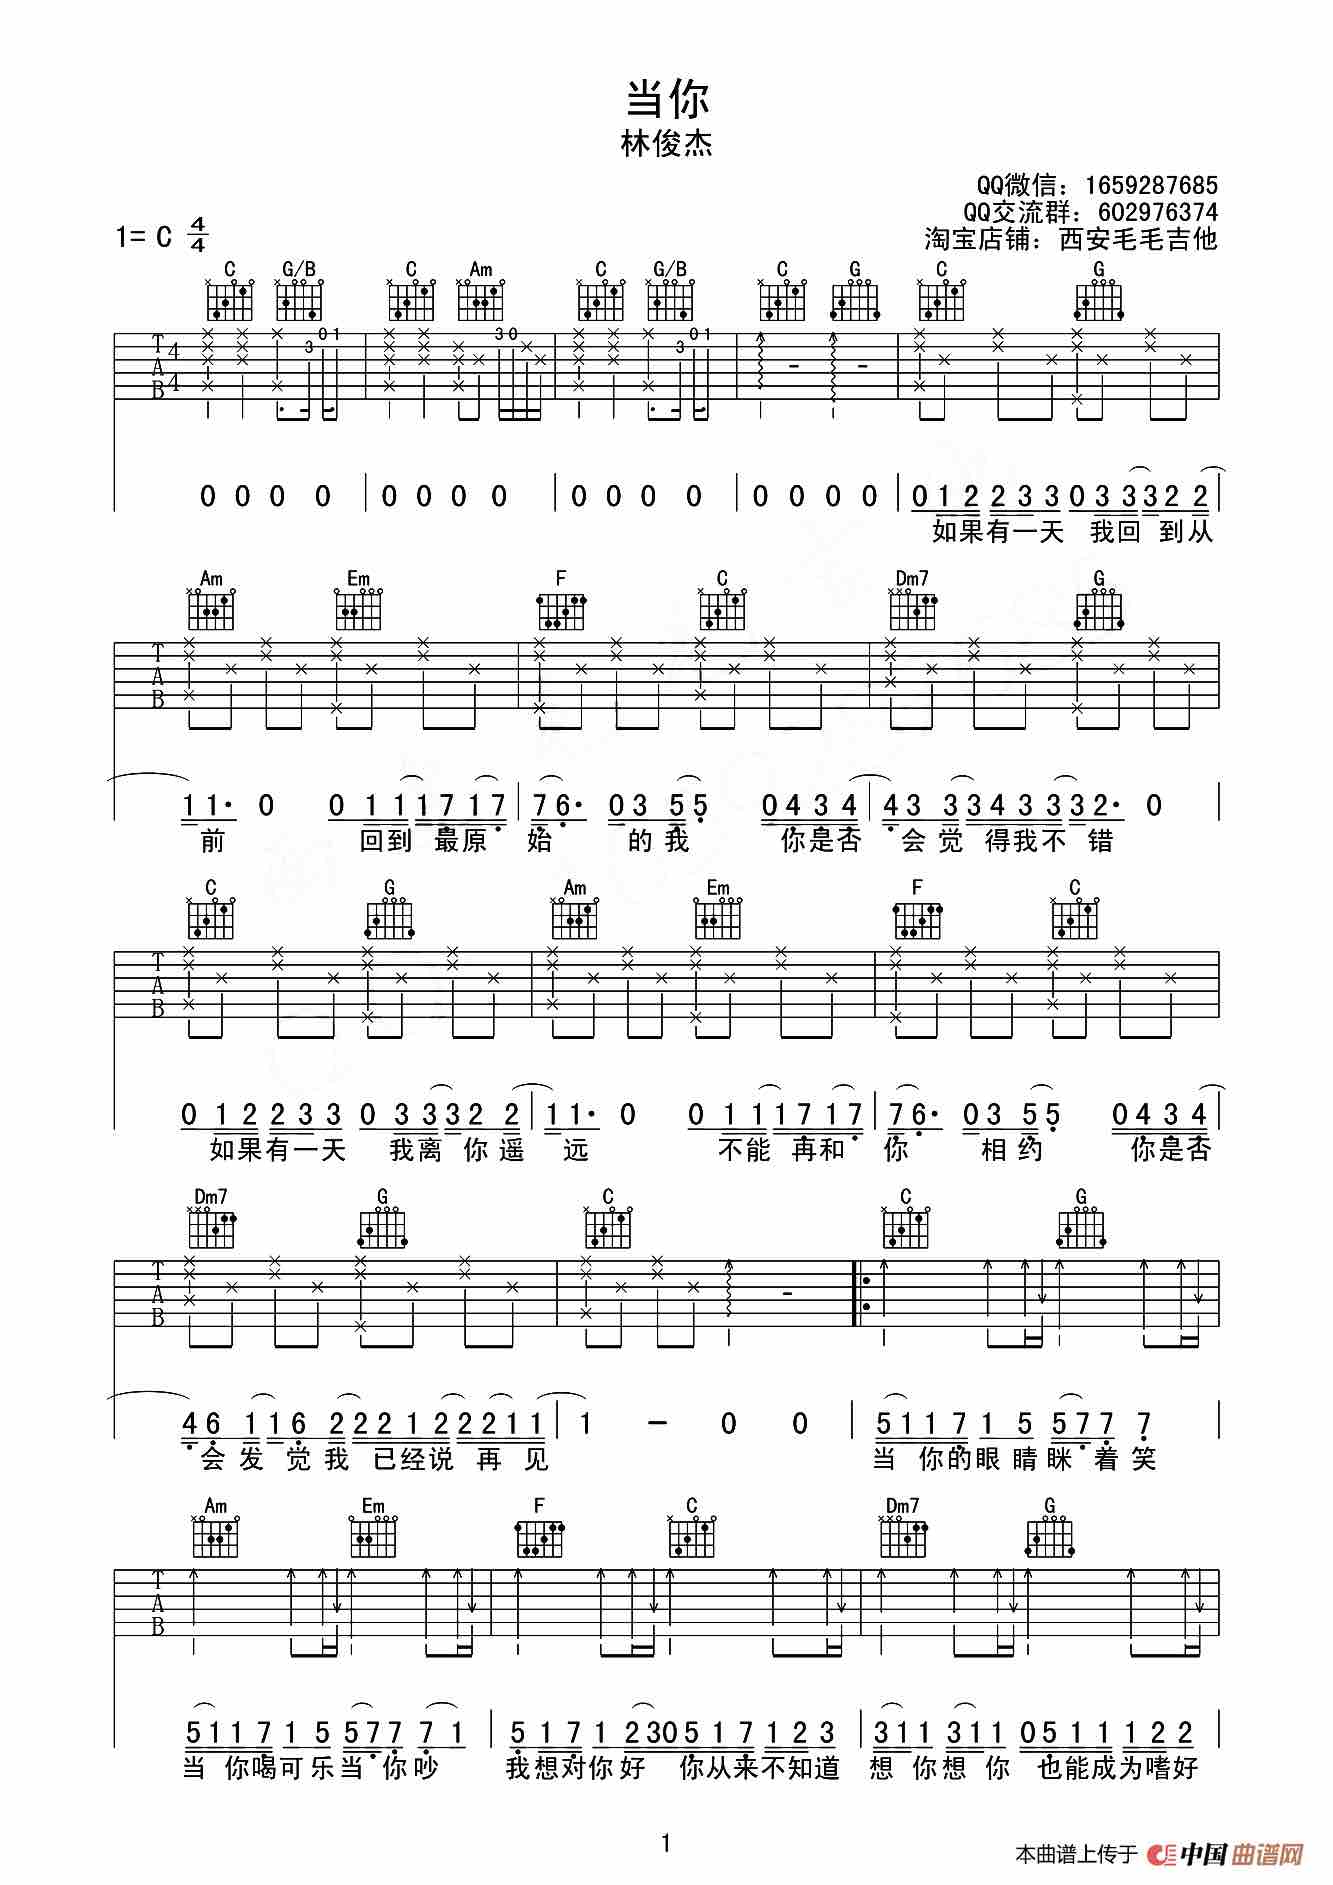 当你
林俊杰
QQ微信：1659287685
QQ交流群：602976374
1= C 4/4 淘宝店铺：西安毛毛吉他
C G/B C Am C G/B C G C G
3 0 1 3 0 3 0 1
T A B 4 4
0 0 0 0 0 0 0 0 0 0 0 0 0 0 0 0 0 1 2 2 3 3 0 3 3 3 2 2
如果有一天 我回 到从
Am Em F C Dm7 G
T A B
1 1· 0 0 1 1 1 7 1 7 7 6· 0 3 5 5 0 4 3 4 4 3 3 3 4 3 3 3 2· 0
前 回到 最原 始 的我 你是否 会觉 得我不 错
C G Am Em F C
T A B
0 1 2 2 3 3 0 3 3 3 2 2 1 1· 0 0 1 1 1 7 1 7 7 6· 0 3 5 5 0 4 3 4
如果有一天 我离 你遥 远 不能 再和 你 相约 你是否
Dm7 G C C G
T A B
4 6 1 1 6 2 2 2 1 2 2 2 1 1 1 － 0 0 5 1 1 7 1 5 5 7 7 7
会 发 觉 我 已经说 再 见 当 你的眼 睛眯 着 笑
Am Em F C Dm7 G
T A B
5 1 1 7 1 5 5 7 7 7 1 5 1 7 1 2 3 0 5 1 7 1 2 3 3 1 1 3 1 1 0 5 1 1 1 2 2
当 你喝可乐当 你吵 我想对你好 你从来不知道 想 你想 你 也能成为嗜好
1
本曲谱上传于 中国曲谱网